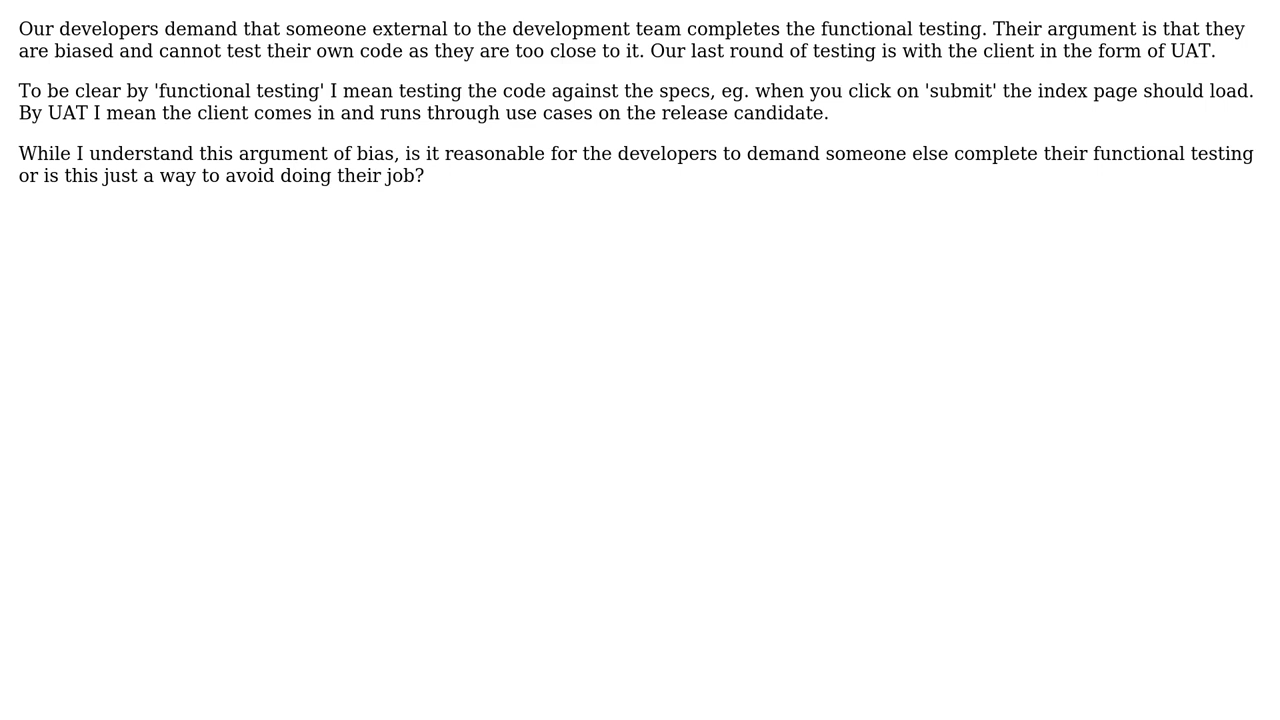 Our developers demand that someone external to the development team completes the functional testing. Their argument is that they
are biased and cannot test their own code as they are too close to it. Our last round of testing is with the client in the form of UAT.
To be clear by 'functional testing' I mean testing the code against the specs, eg. when you click on 'submit' the index page should load.
By UAT I mean the client comes in and runs through use cases on the release candidate.
While I understand this argument of bias, is it reasonable for the developers to demand someone else complete their functional testing
or is this just a way to avoid doing their job?